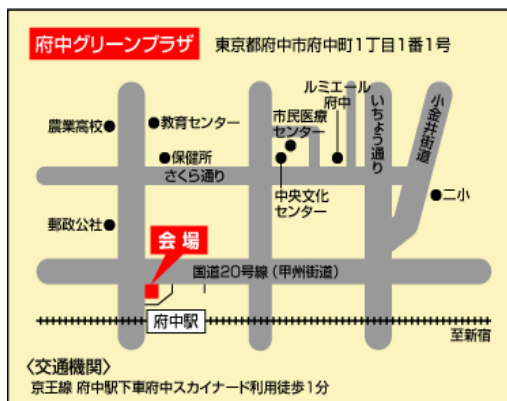 府中グリーンプラザ
東京都府中市府中町1丁目1番1号
ルミエール
府中
いちょう通り
小金井街道
農業高校
教育センター
市民医療
センター
保健所
さくら通り
中央文化
センター
二小
郵政公社
会場
国道20号線(甲州街道)
府中駅
至新宿
〈交通機関〉
京王線 府中駅下車府中スカイナード利用徒歩1分